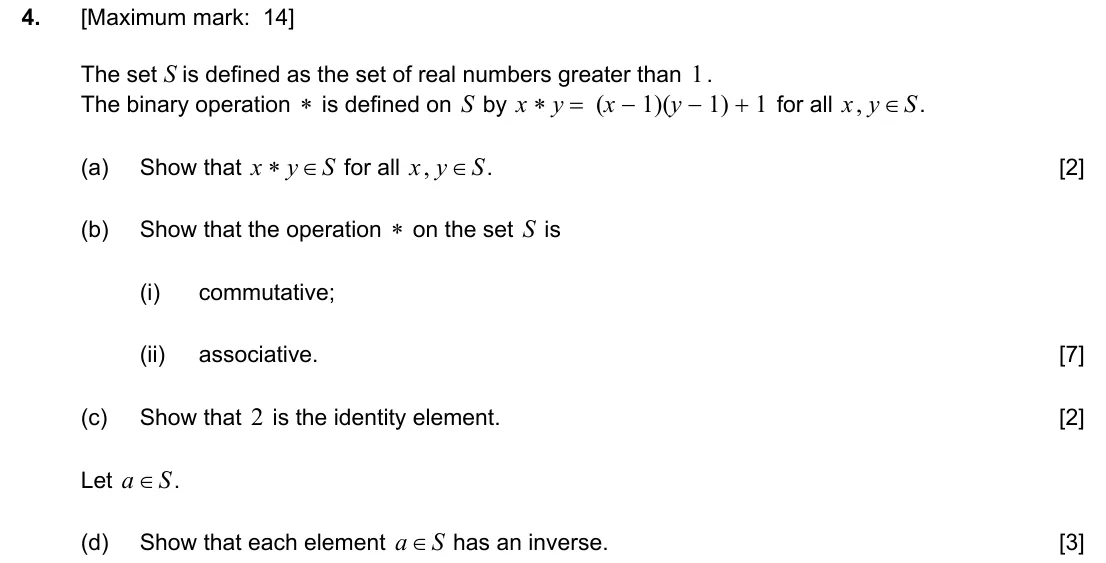 4. [Maximum mark: 14]
The set S is defined as the set of real numbers greater than 1.
The binary operation * is defined on S by x * y = (x − 1)(y − 1) + 1 for all x, y ∈ S.
(a) Show that x * y ∈ S for all x, y ∈ S. [2]
(b) Show that the operation * on the set S is
(i) commutative;
(ii) associative. [7]
(c) Show that 2 is the identity element. [2]
Let a ∈ S.
(d) Show that each element a ∈ S has an inverse. [3]